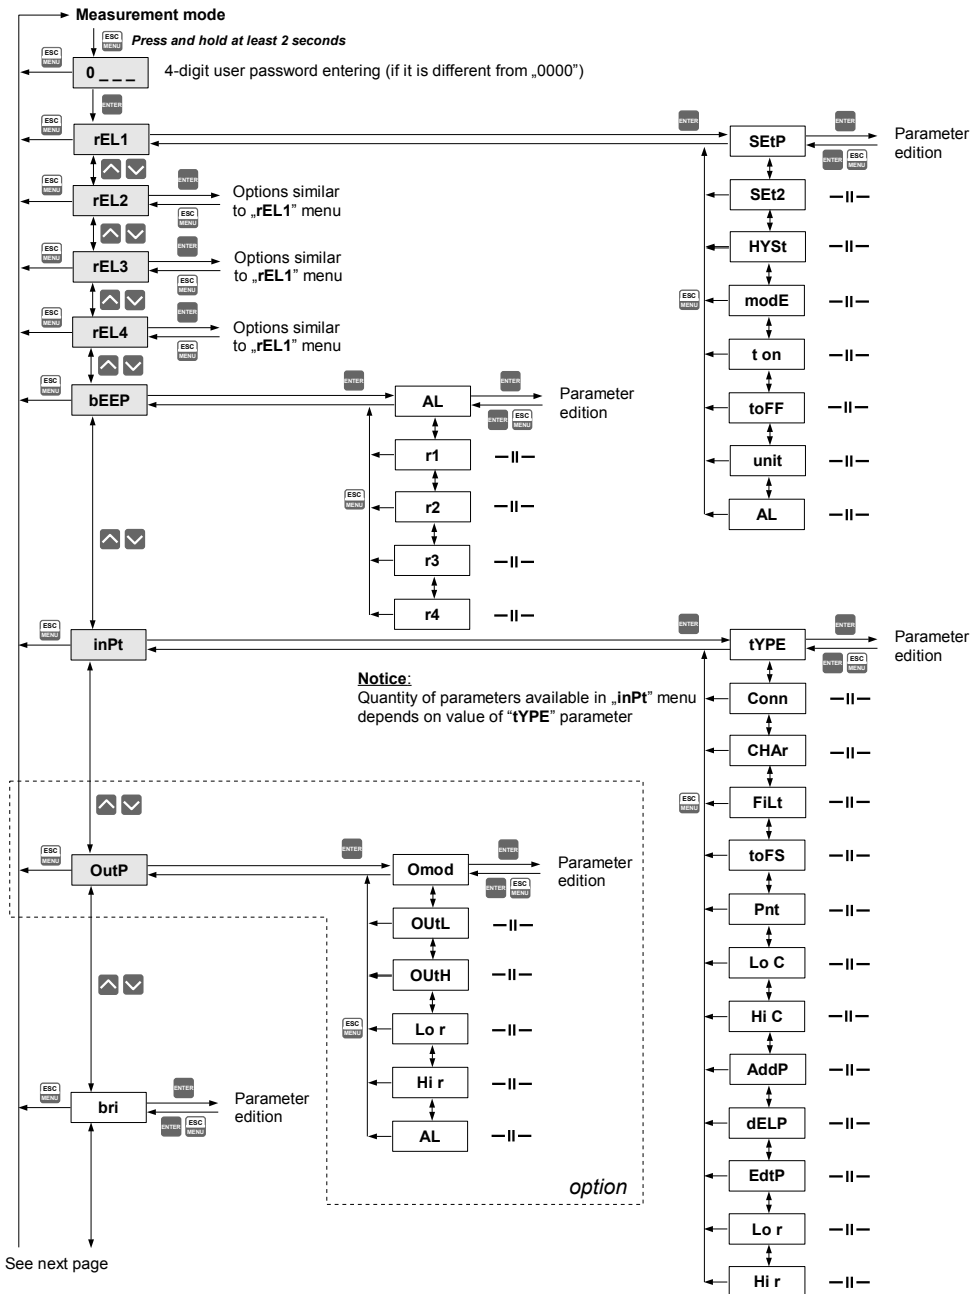 Measurement mode
ESC MENU Press and hold at least 2 seconds
ESC MENU
0 _ _ _ 4-digit user password entering (if it is different from „0000”)
ENTER
ESC MENU
rEL1
ENTER
SEtP
ENTER
ENTER ESC MENU
Parameter
edition
SEt2 —II—
HYSt —II—
ESC MENU
modE —II—
t on —II—
toFF —II—
unit —II—
AL —II—
ESC MENU
rEL2
ENTER
ESC MENU
Options similar
to „rEL1” menu
ESC MENU
rEL3
ENTER
ESC MENU
Options similar
to „rEL1” menu
ESC MENU
rEL4
ENTER
ESC MENU
Options similar
to „rEL1” menu
ESC MENU
bEEP
ENTER
AL
ENTER
ENTER ESC MENU
Parameter
edition
r1 —II—
ESC MENU
r2 —II—
r3 —II—
r4 —II—
ESC MENU
inPt
ENTER
tYPE
ENTER
ENTER ESC MENU
Parameter
edition
Notice:
Quantity of parameters available in „inPt” menu
depends on value of “tYPE” parameter
Conn —II—
CHAr —II—
ESC MENU
FiLt —II—
toFS —II—
Pnt —II—
Lo C —II—
Hi C —II—
AddP —II—
dELP —II—
EdtP —II—
Lo r —II—
Hi r —II—
ESC MENU
OutP
ENTER
Omod
ENTER
ENTER ESC MENU
Parameter
edition
OUtL —II—
OUtH —II—
ESC MENU
Lo r —II—
Hi r —II—
AL —II—
option
ESC MENU
bri
ENTER
ENTER ESC MENU
Parameter
edition
See next page